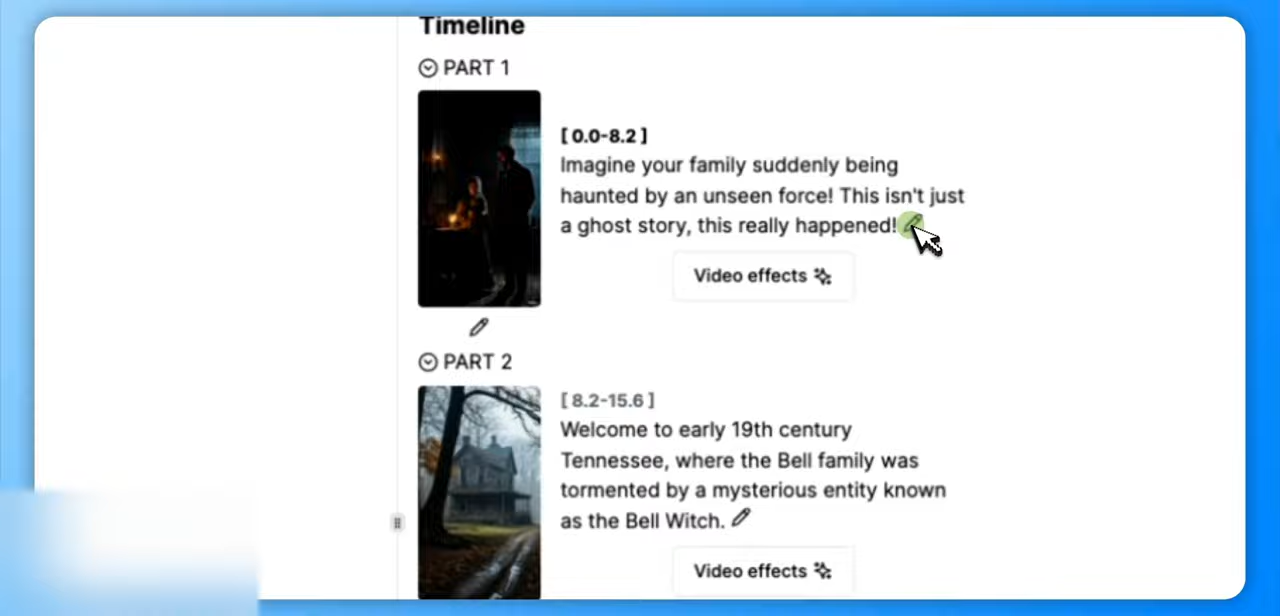 Timeline
PART 1
[ 0.0-8.2 ]
Imagine your family suddenly being
haunted by an unseen force! This isn't just
a ghost story, this really happened!
Video effects
PART 2
[ 8.2-15.6 ]
Welcome to early 19th century
Tennessee, where the Bell family was
tormented by a mysterious entity known
as the Bell Witch.
Video effects